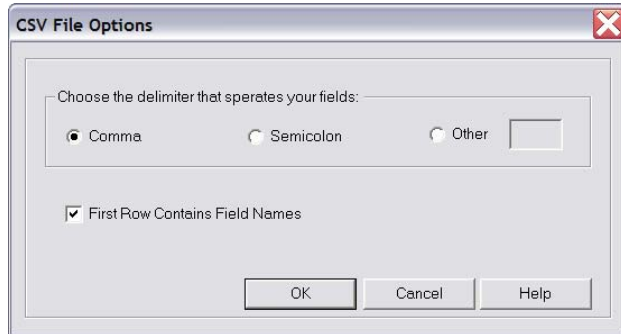 CSV File Options
Choose the delimiter that sperates your fields:
Comma Semicolon Other
First Row Contains Field Names
OK Cancel Help